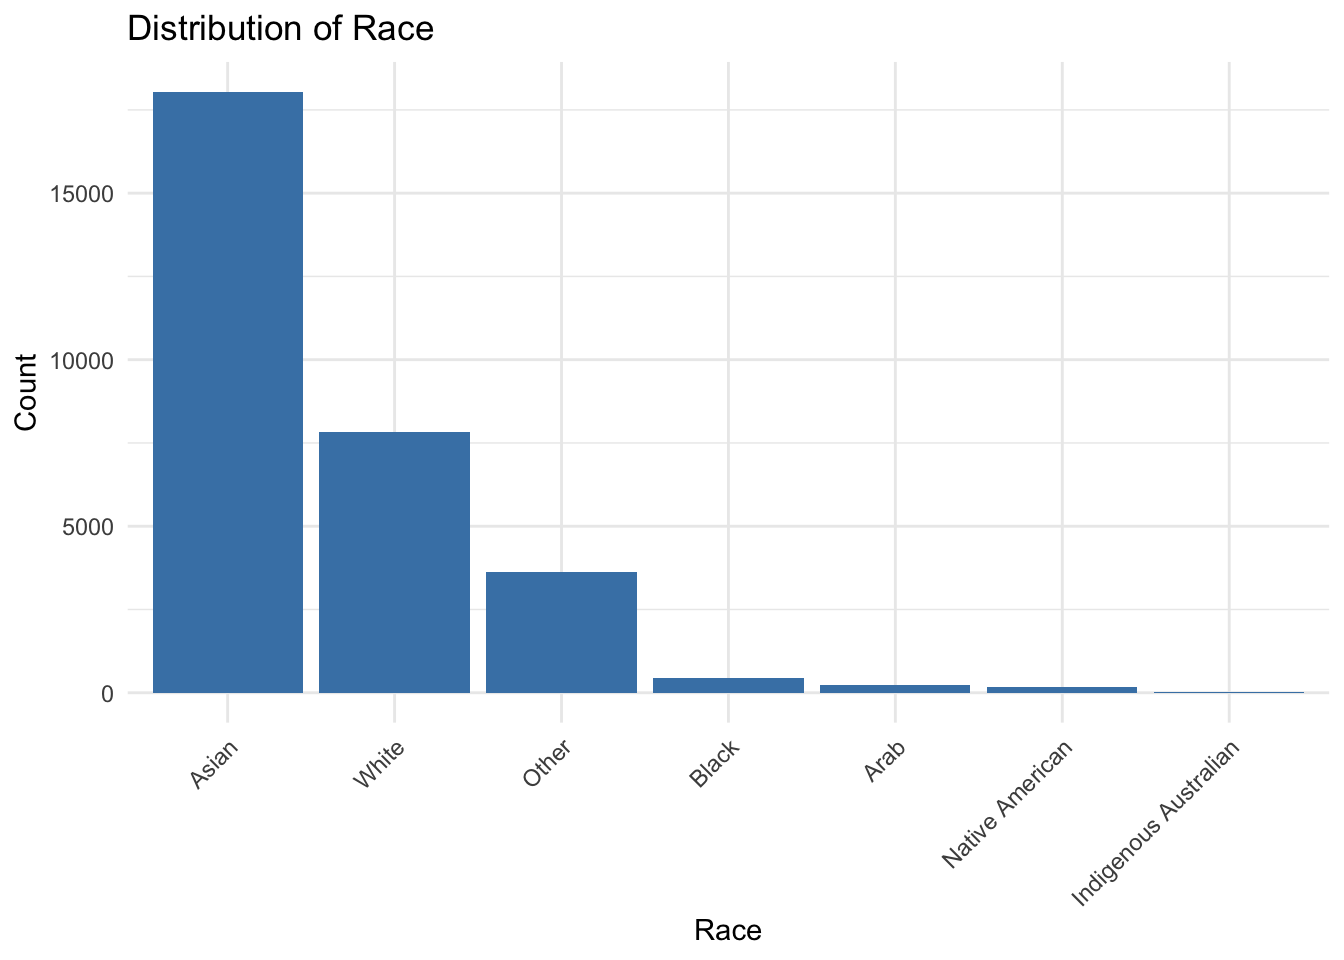 Distribution of Race
Count
15000
10000
5000
0
Asian
White
Other
Black
Arab
Native American
Indigenous Australian
Race